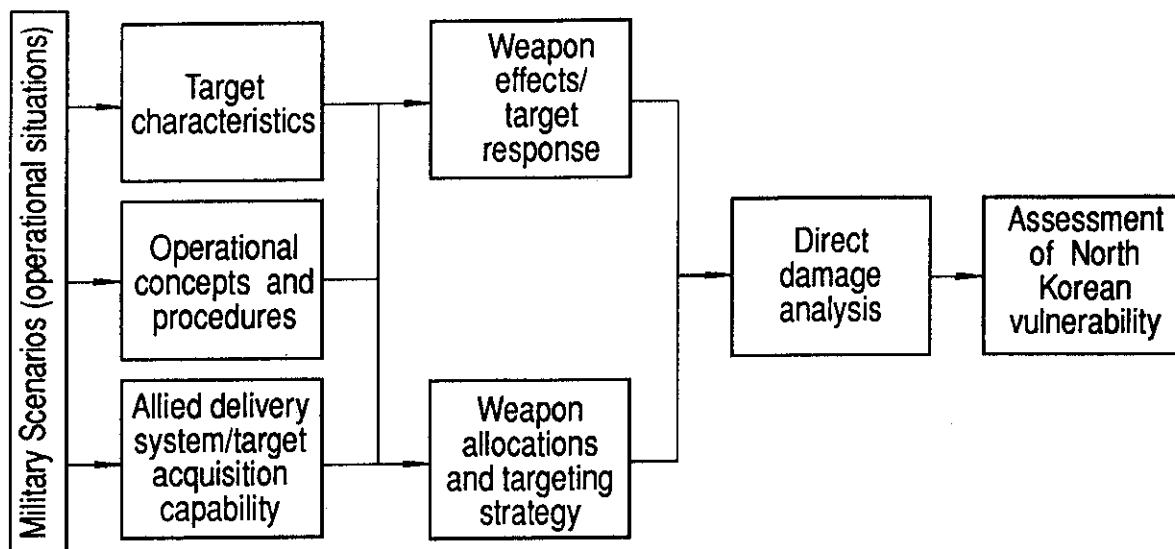 Military Scenarios (operational situations)
Target
characteristics
Operational
concepts and
procedures
Allied delivery
system/target
acquisition
capability
Weapon
effects/
target
response
Weapon
allocations
and targeting
strategy
Direct
damage
analysis
Assessment
of North
Korean
vulnerability